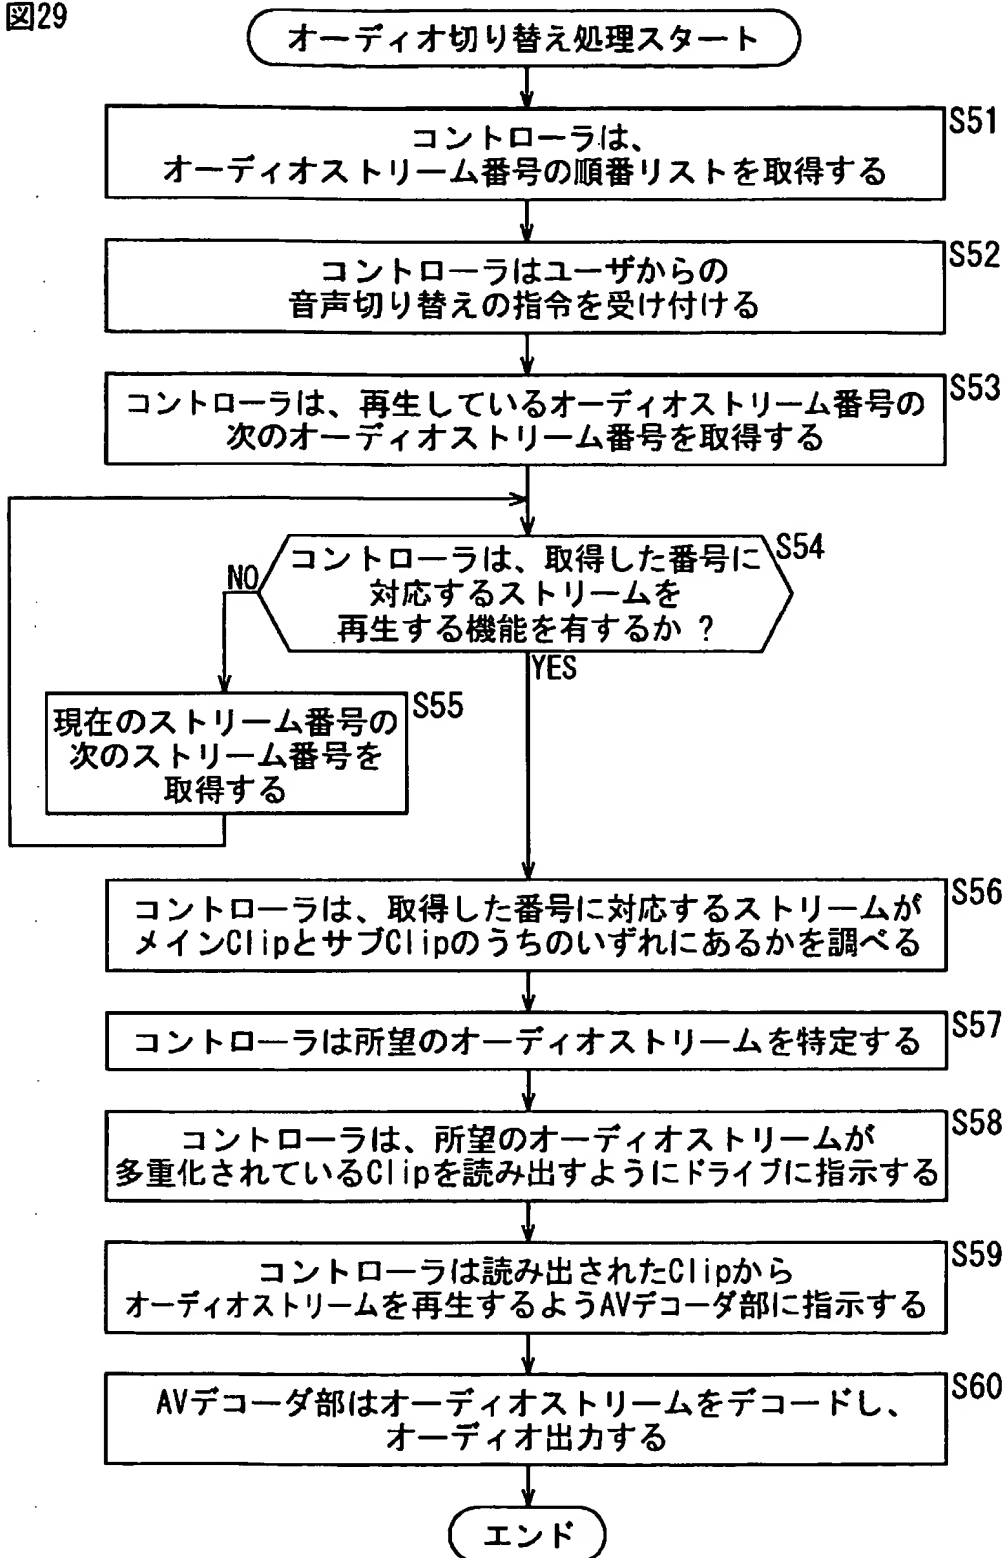 図29
オーディオ切り替え処理スタート
S51
コントローラは、
オーディオストリーム番号の順番リストを取得する
S52
コントローラはユーザからの
音声切り替えの指令を受け付ける
S53
コントローラは、再生しているオーディオストリーム番号の
次のオーディオストリーム番号を取得する
S54
コントローラは、取得した番号に
対応するストリームを
再生する機能を有するか ?
NO
YES
S55
現在のストリーム番号の
次のストリーム番号を
取得する
S56
コントローラは、取得した番号に対応するストリームが
メインClipとサブClipのうちのいずれにあるかを調べる
S57
コントローラは所望のオーディオストリームを特定する
S58
コントローラは、所望のオーディオストリームが
多重化されているClipを読み出すようにドライブに指示する
S59
コントローラは読み出されたClipから
オーディオストリームを再生するようAVデコーダ部に指示する
S60
AVデコーダ部はオーディオストリームをデコードし、
オーディオ出力する
エンド